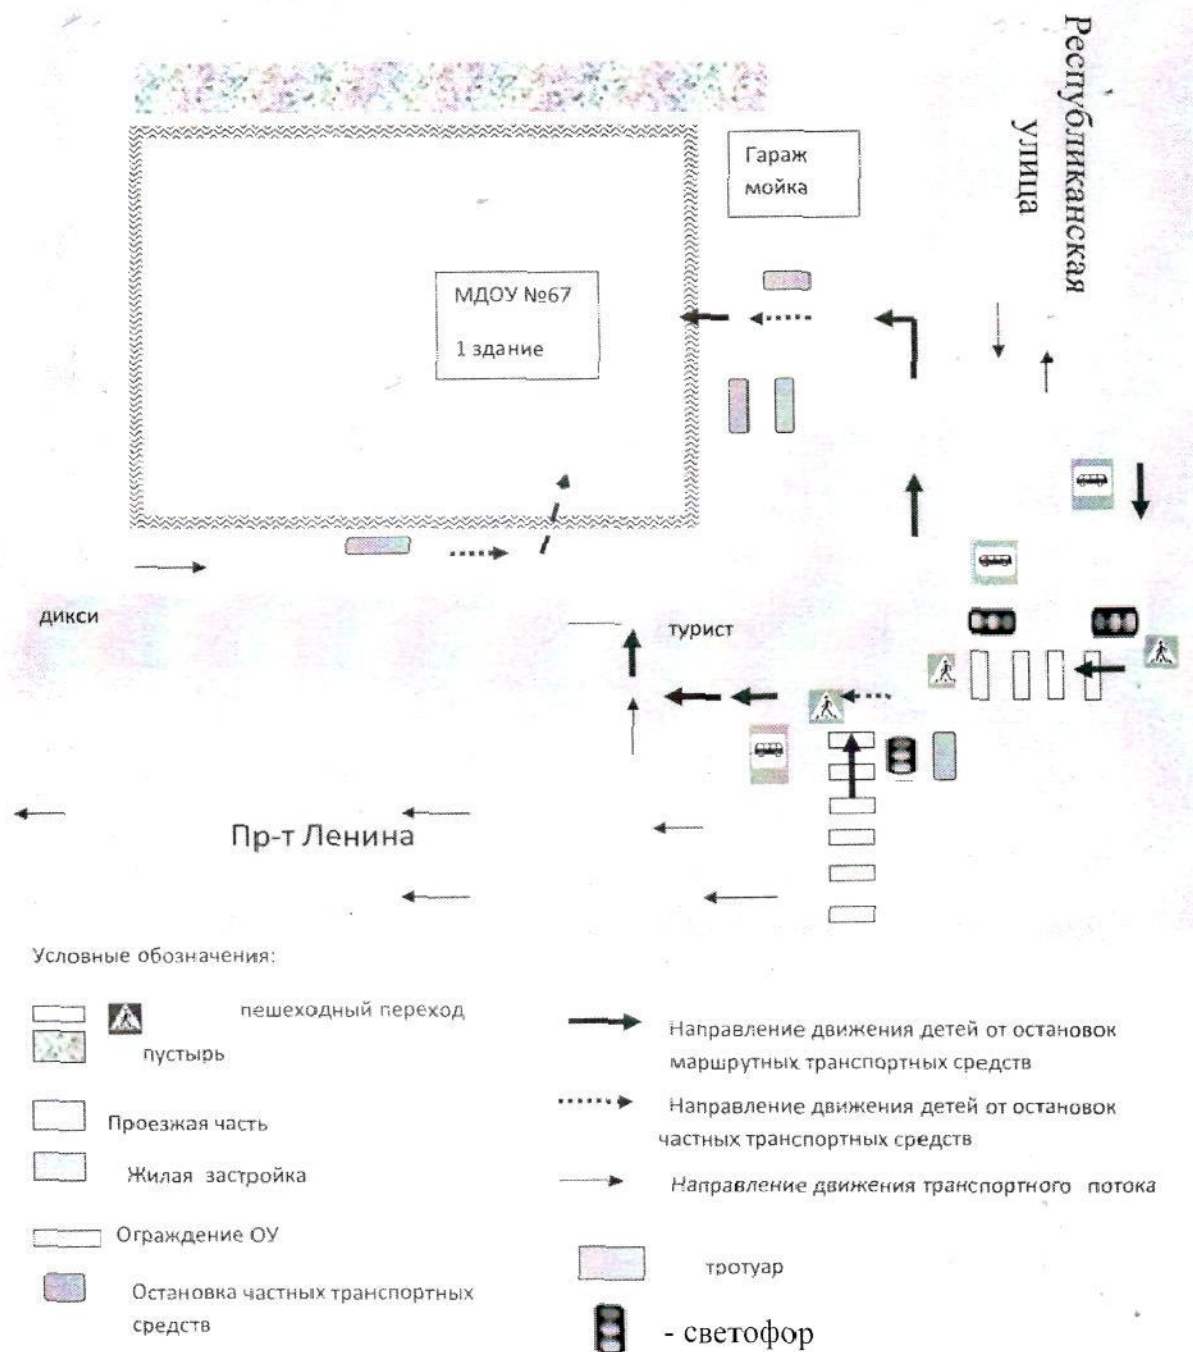 Республиканская
улица
Гараж
мойка
МДОУ №67
1 здание
дикси
турист
Пр-т Ленина
Условные обозначения:
пешеходный переход
пустырь
Проезжая часть
Жилая застройка
Ограждение ОУ
Остановка частных транспортных
средств
Направление движения детей от остановок
маршрутных транспортных средств
Направление движения детей от остановок
частных транспортных средств
Направление движения транспортного потока
тротуар
- светофор